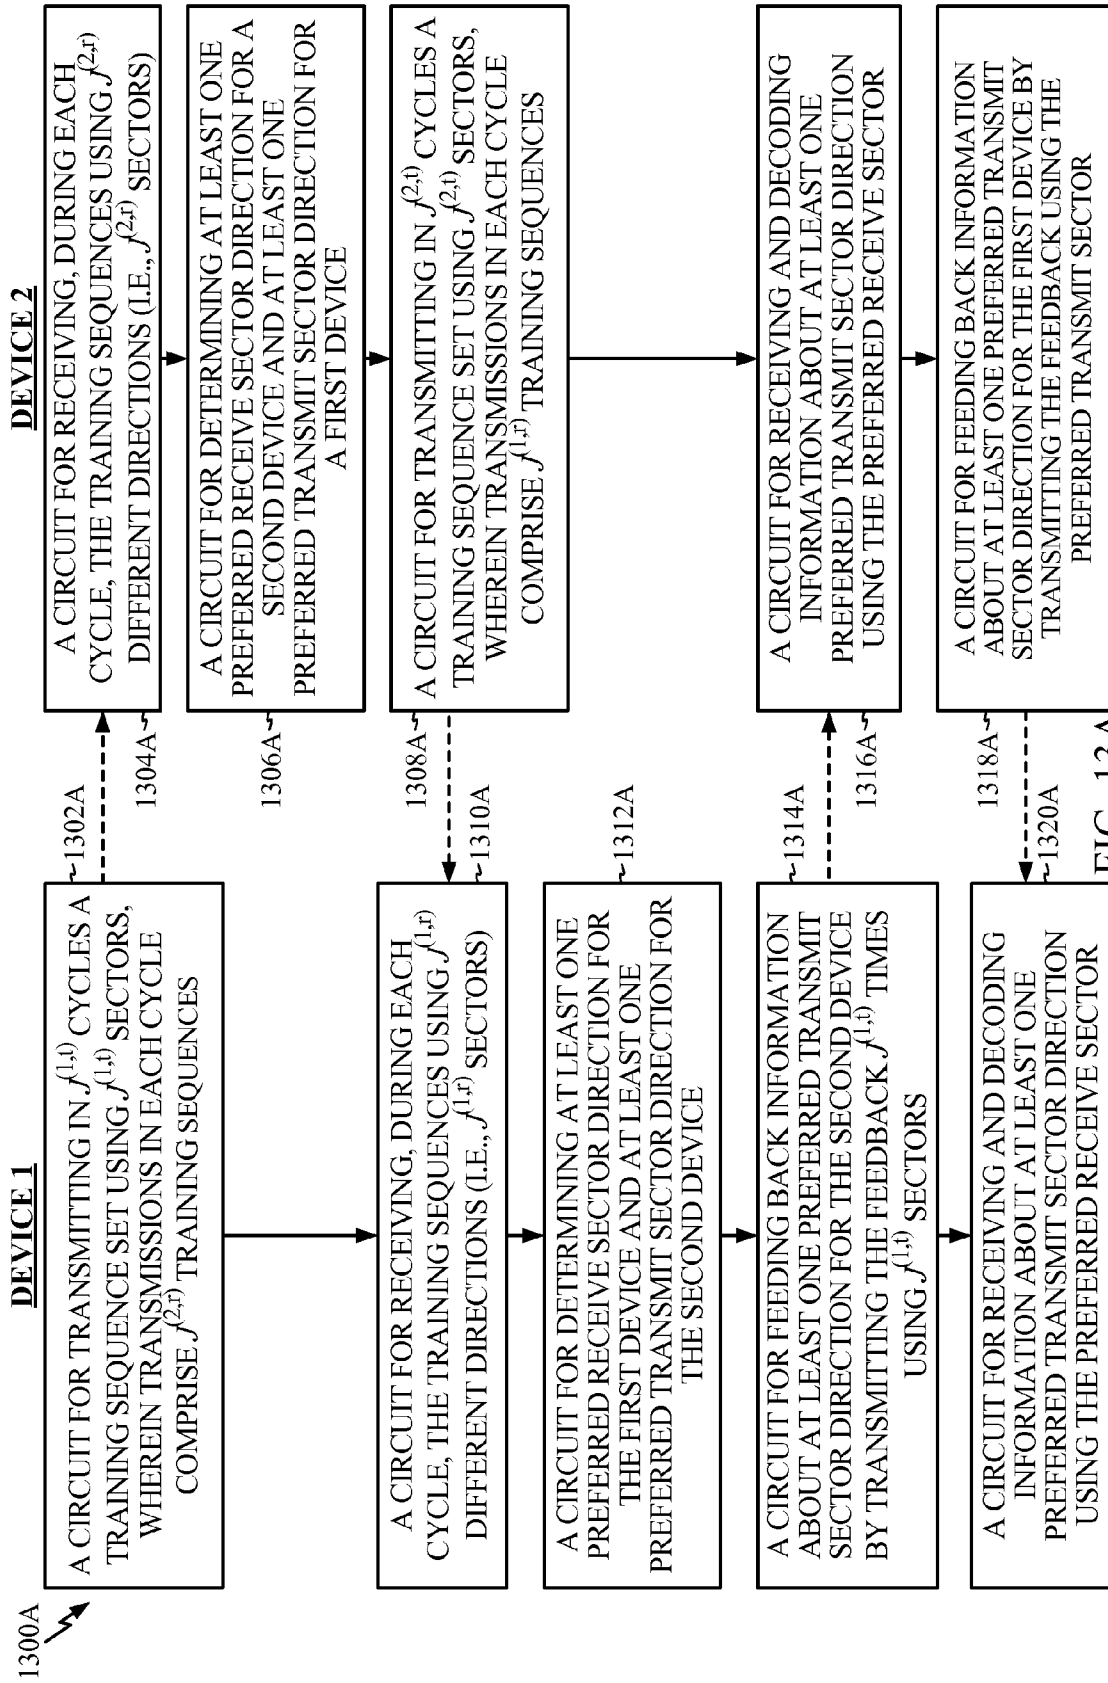 1300A
DEVICE 1
1302A
A CIRCUIT FOR TRANSMITTING IN J^(1,t) CYCLES A
TRAINING SEQUENCE SET USING J^(1,t) SECTORS,
WHEREIN TRANSMISSIONS IN EACH CYCLE
COMPRISE J^(2,r) TRAINING SEQUENCES
1310A
A CIRCUIT FOR RECEIVING, DURING EACH
CYCLE, THE TRAINING SEQUENCES USING J^(1,r)
DIFFERENT DIRECTIONS (I.E., J^(1,r) SECTORS)
1312A
A CIRCUIT FOR DETERMINING AT LEAST ONE
PREFERRED RECEIVE SECTOR DIRECTION FOR
THE FIRST DEVICE AND AT LEAST ONE
PREFERRED TRANSMIT SECTOR DIRECTION FOR
THE SECOND DEVICE
1314A
A CIRCUIT FOR FEEDING BACK INFORMATION
ABOUT AT LEAST ONE PREFERRED TRANSMIT
SECTOR DIRECTION FOR THE SECOND DEVICE
BY TRANSMITTING THE FEEDBACK J^(1,t) TIMES
USING J^(1,t) SECTORS
1320A
A CIRCUIT FOR RECEIVING AND DECODING
INFORMATION ABOUT AT LEAST ONE
PREFERRED TRANSMIT SECTOR DIRECTION
USING THE PREFERRED RECEIVE SECTOR
DEVICE 2
1304A
A CIRCUIT FOR RECEIVING, DURING EACH
CYCLE, THE TRAINING SEQUENCES USING J^(2,r)
DIFFERENT DIRECTIONS (I.E., J^(2,r) SECTORS)
1306A
A CIRCUIT FOR DETERMINING AT LEAST ONE
PREFERRED RECEIVE SECTOR DIRECTION FOR A
SECOND DEVICE AND AT LEAST ONE
PREFERRED TRANSMIT SECTOR DIRECTION FOR
A FIRST DEVICE
1308A
A CIRCUIT FOR TRANSMITTING IN J^(2,t) CYCLES A
TRAINING SEQUENCE SET USING J^(2,t) SECTORS,
WHEREIN TRANSMISSIONS IN EACH CYCLE
COMPRISE J^(1,r) TRAINING SEQUENCES
1316A
A CIRCUIT FOR RECEIVING AND DECODING
INFORMATION ABOUT AT LEAST ONE
PREFERRED TRANSMIT SECTOR DIRECTION
USING THE PREFERRED RECEIVE SECTOR
1318A
A CIRCUIT FOR FEEDING BACK INFORMATION
ABOUT AT LEAST ONE PREFERRED TRANSMIT
SECTOR DIRECTION FOR THE FIRST DEVICE BY
TRANSMITTING THE FEEDBACK USING THE
PREFERRED TRANSMIT SECTOR
FIG. 13A